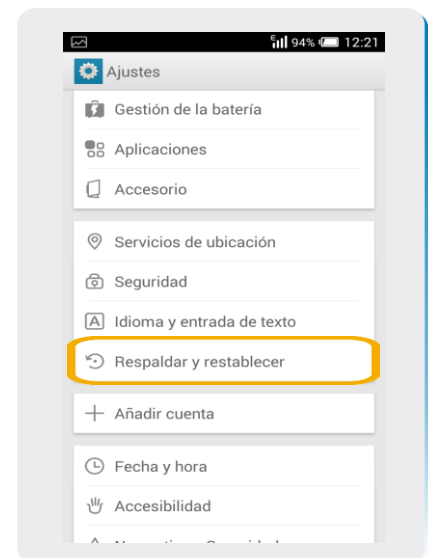 94% 12:21
Ajustes
Gestión de la batería
Aplicaciones
Accesorio
Servicios de ubicación
Seguridad
A Idioma y entrada de texto
Respaldar y restablecer
Añadir cuenta
Fecha y hora
Accesibilidad